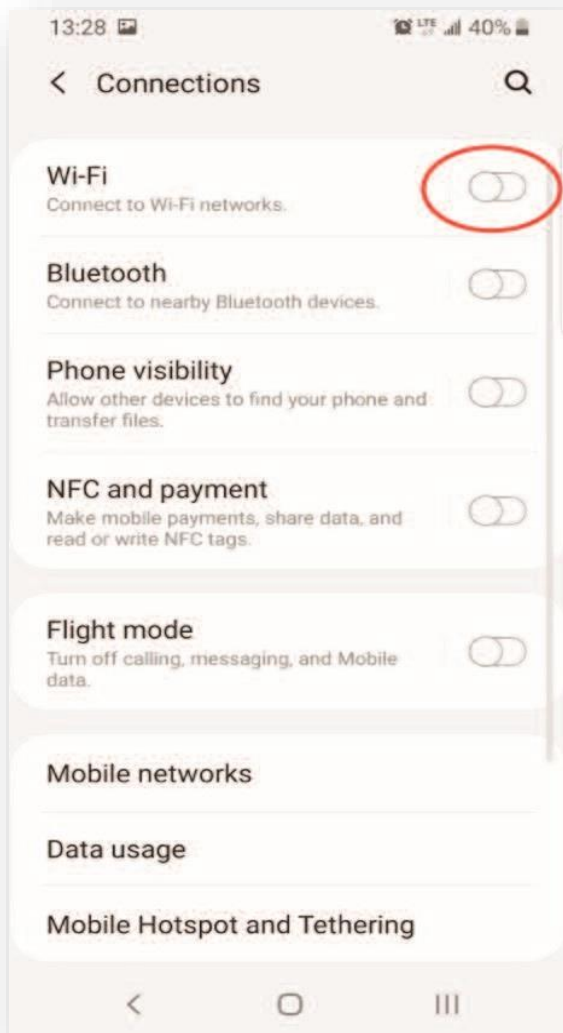 13:28 LTE 40%
Connections
Wi-Fi
Connect to Wi-Fi networks.
Bluetooth
Connect to nearby Bluetooth devices.
Phone visibility
Allow other devices to find your phone and
transfer files.
NFC and payment
Make mobile payments, share data, and
read or write NFC tags.
Flight mode
Turn off calling, messaging, and Mobile
data.
Mobile networks
Data usage
Mobile Hotspot and Tethering